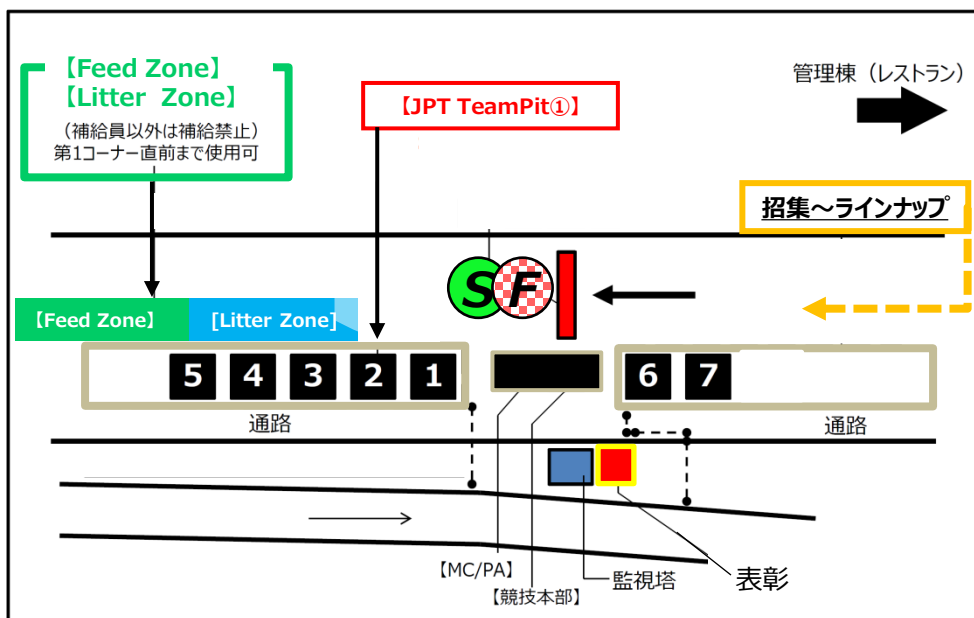 【Feed Zone】
【Litter Zone】
（補給員以外は補給禁止）
第1コーナー直前まで使用可
【JPT TeamPit①】
管理棟（レストラン）
招集～ラインナップ
S F
【Feed Zone】 [Litter Zone]
5 4 3 2 1 6 7
通路 通路
【MC/PA】
【競技本部】
監視塔
表彰